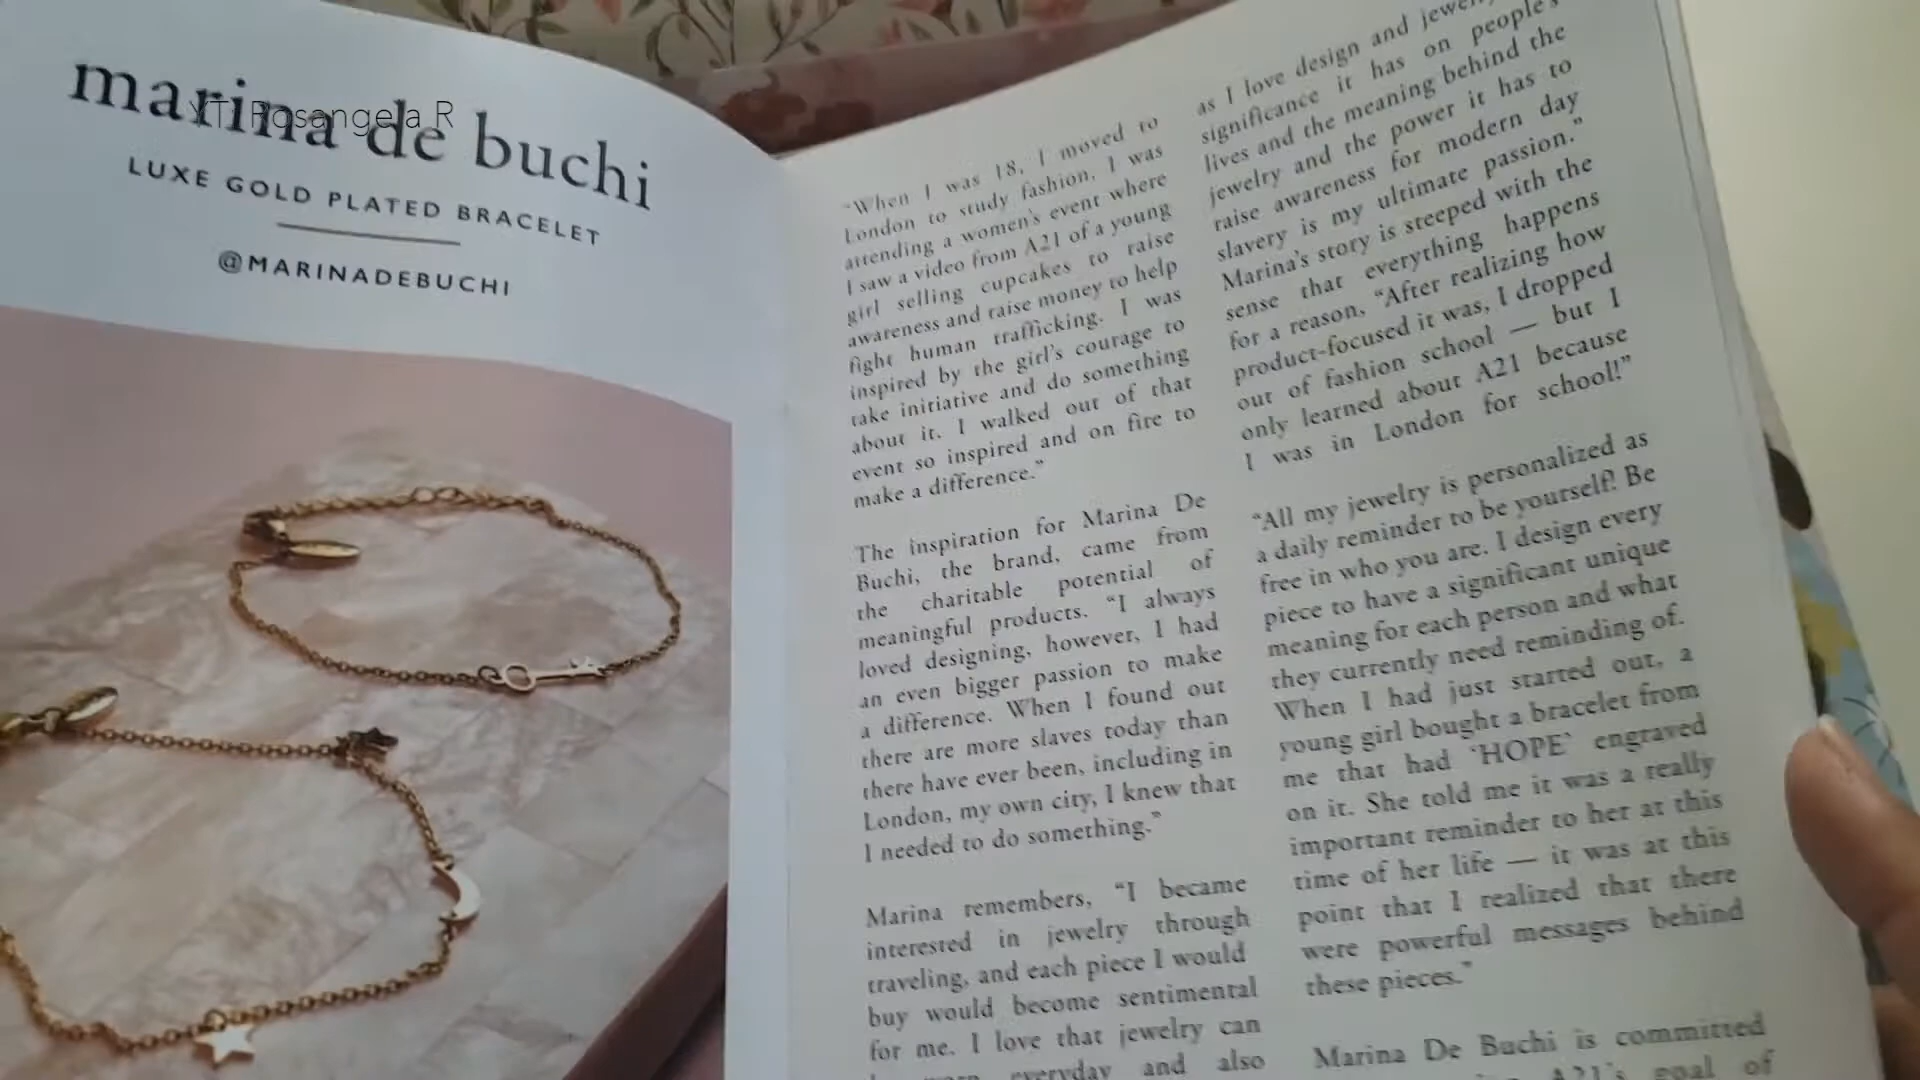 marina de buchi
YT Rosangela R
LUXE GOLD PLATED BRACELET
@MARINADEBUCHI
"When I was 18, I moved to
London to study fashion. I was
attending a women's event where
I saw a video from A21 of a young
girl selling cupcakes to raise
awareness and raise money to help
fight human trafficking. I was
inspired by the girl's courage to
take initiative and do something
about it. I walked out of that
event so inspired and on fire to
make a difference."
The inspiration for Marina De
Buchi, the brand, came from
the charitable potential of
meaningful products. "I always
loved designing, however, I had
an even bigger passion to make
a difference. When I found out
there are more slaves today than
there have ever been, including in
London, my own city, I knew that
I needed to do something."
Marina remembers, "I became
interested in jewelry through
traveling, and each piece I would
buy would become sentimental
for me. I love that jewelry can
everyday and also
as I love design and
significance it has on people's
lives and the meaning behind the
jewelry and the power it has to
raise awareness for modern day
slavery is my ultimate passion."
Marina's story is steeped with the
sense that everything happens
for a reason, "After realizing how
product-focused it was, I dropped
out of fashion school — but I
only learned about A21 because
I was in London for school!"
"All my jewelry is personalized as
a daily reminder to be yourself! Be
free in who you are. I design every
piece to have a significant unique
meaning for each person and what
they currently need reminding of.
When I had just started out, a
young girl bought a bracelet from
me that had 'HOPE' engraved
on it. She told me it was a really
important reminder to her at this
time of her life — it was at this
point that I realized that there
were powerful messages behind
these pieces."
Marina De Buchi is committed
A21's goal of